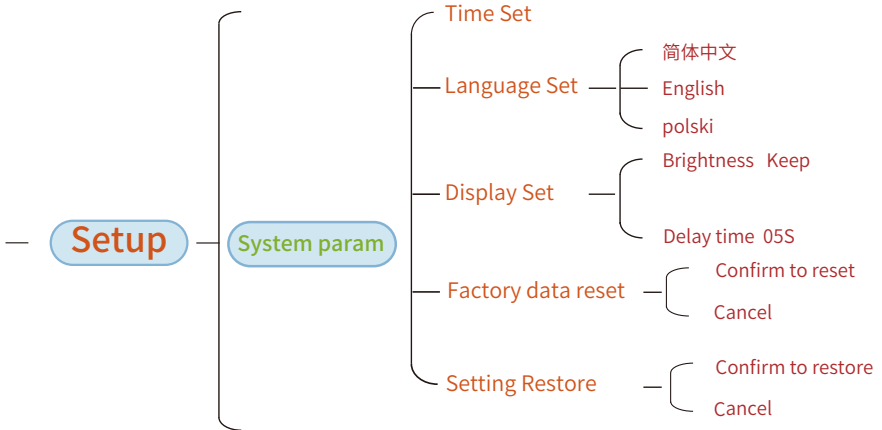 Setup
System param
Time Set
Language Set
简体中文
English
polski
Display Set
Brightness Keep
Delay time 05S
Factory data reset
Confirm to reset
Cancel
Setting Restore
Confirm to restore
Cancel